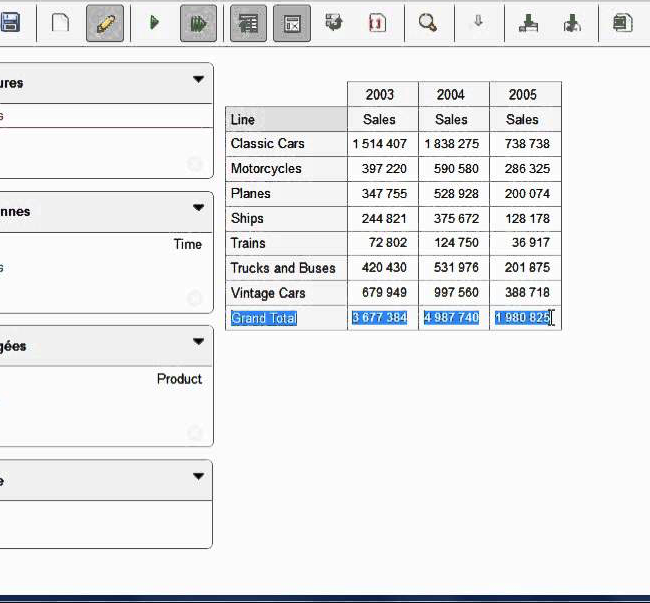 ures
s
nnes
Time
s
gées
Product
e
2003 2004 2005
Line Sales Sales Sales
Classic Cars 1 514 407 1 838 275 738 738
Motorcycles 397 220 590 580 286 325
Planes 347 755 528 928 200 074
Ships 244 821 375 672 128 178
Trains 72 802 124 750 36 917
Trucks and Buses 420 430 531 976 201 875
Vintage Cars 679 949 997 560 388 718
Grand Total 3 677 384 4 987 740 1 980 825